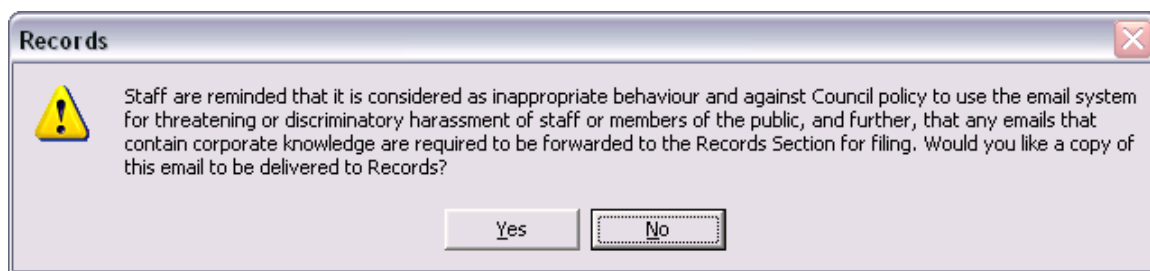 Records
Staff are reminded that it is considered as inappropriate behaviour and against Council policy to use the email system
for threatening or discriminatory harassment of staff or members of the public, and further, that any emails that
contain corporate knowledge are required to be forwarded to the Records Section for filing. Would you like a copy of
this email to be delivered to Records?
Yes No